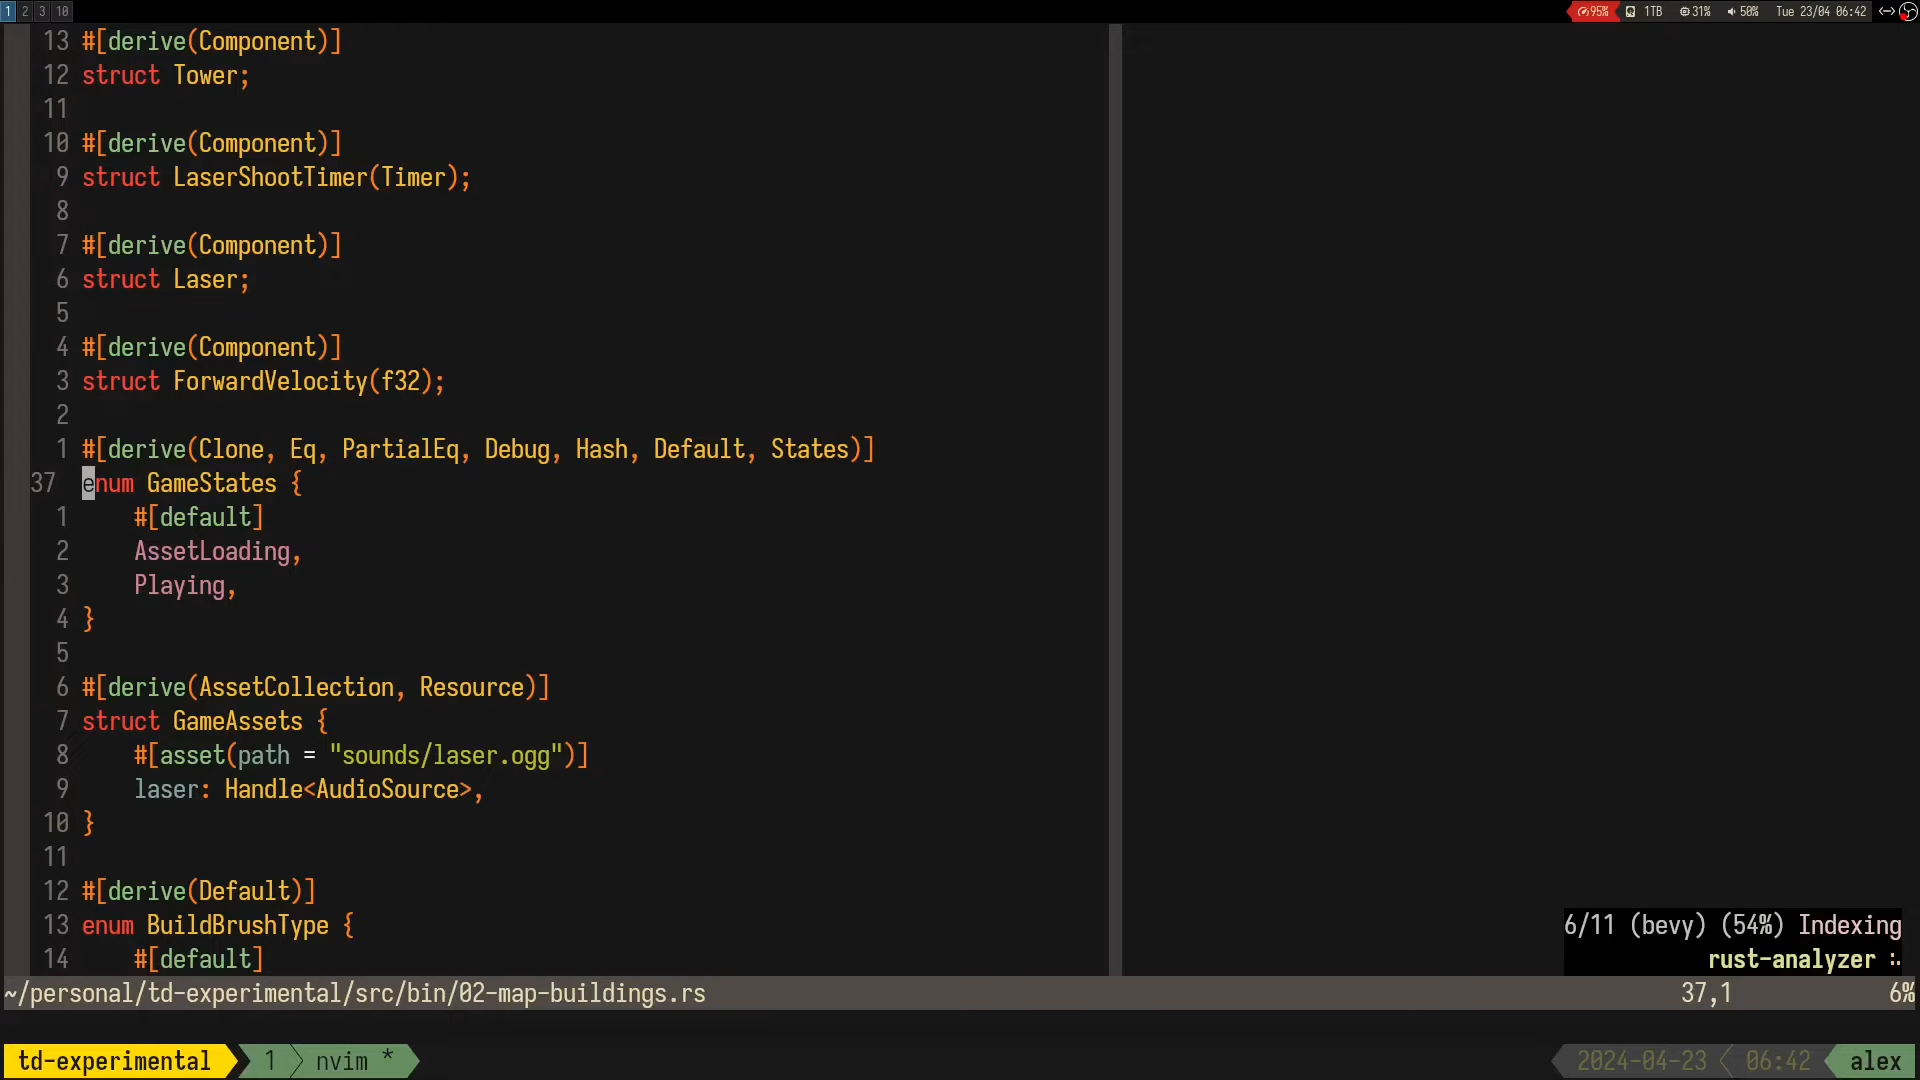 1 2 3 10 95% 1TB 31% 50% Tue 23/04 06:42
13 #[derive(Component)]
12 struct Tower;
11
10 #[derive(Component)]
9 struct LaserShootTimer(Timer);
8
7 #[derive(Component)]
6 struct Laser;
5
4 #[derive(Component)]
3 struct ForwardVelocity(f32);
2
1 #[derive(Clone, Eq, PartialEq, Debug, Hash, Default, States)]
37 enum GameStates {
1     #[default]
2     AssetLoading,
3     Playing,
4 }
5
6 #[derive(AssetCollection, Resource)]
7 struct GameAssets {
8     #[asset(path = "sounds/laser.ogg")]
9     laser: Handle<AudioSource>,
10 }
11
12 #[derive(Default)]
13 enum BuildBrushType {
14     #[default]
6/11 (bevy) (54%) Indexing
rust-analyzer
~/personal/td-experimental/src/bin/02-map-buildings.rs 37,1 6%
td-experimental 1 nvim * 2024-04-23 06:42 alex